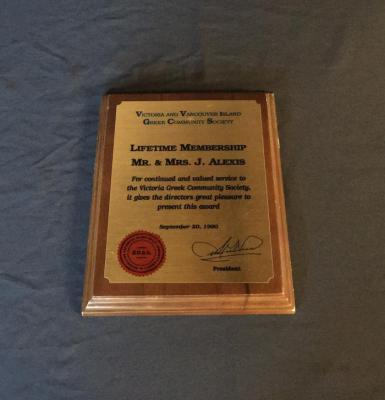 Victoria and Vancouver Island
Greek Community Society
Lifetime Membership
Mr. & Mrs. J. Alexis
For continued and valued service to
the Victoria Greek Community Society,
it gives the directors great pleasure to
present this award
September 20, 1990
President